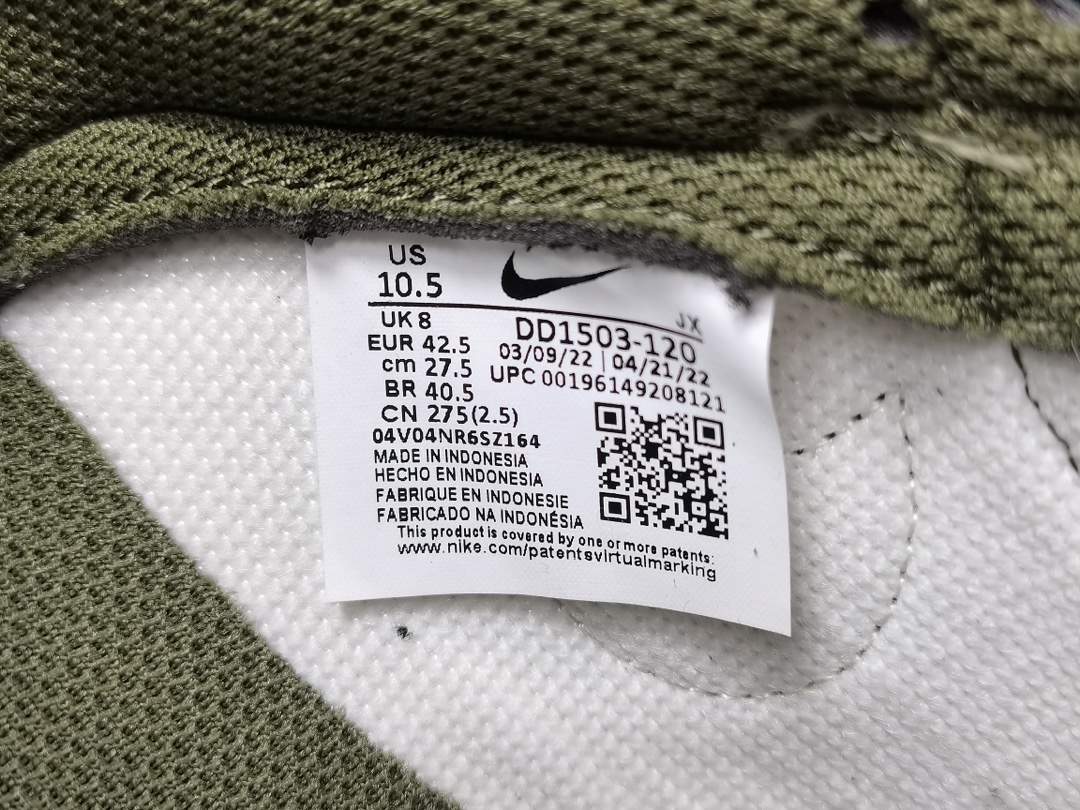 US
10.5
JX
UK 8
DD1503-120
EUR 42.5
03/09/22 | 04/21/22
cm 27.5
UPC 00196149208121
BR 40.5
CN 275(2.5)
04V04NR6SZ164
MADE IN INDONESIA
HECHO EN INDONESIA
FABRIQUE EN INDONESIE
FABRICADO NA INDONÉSIA
This product is covered by one or more patents:
www.nike.com/patentsvirtualmarking